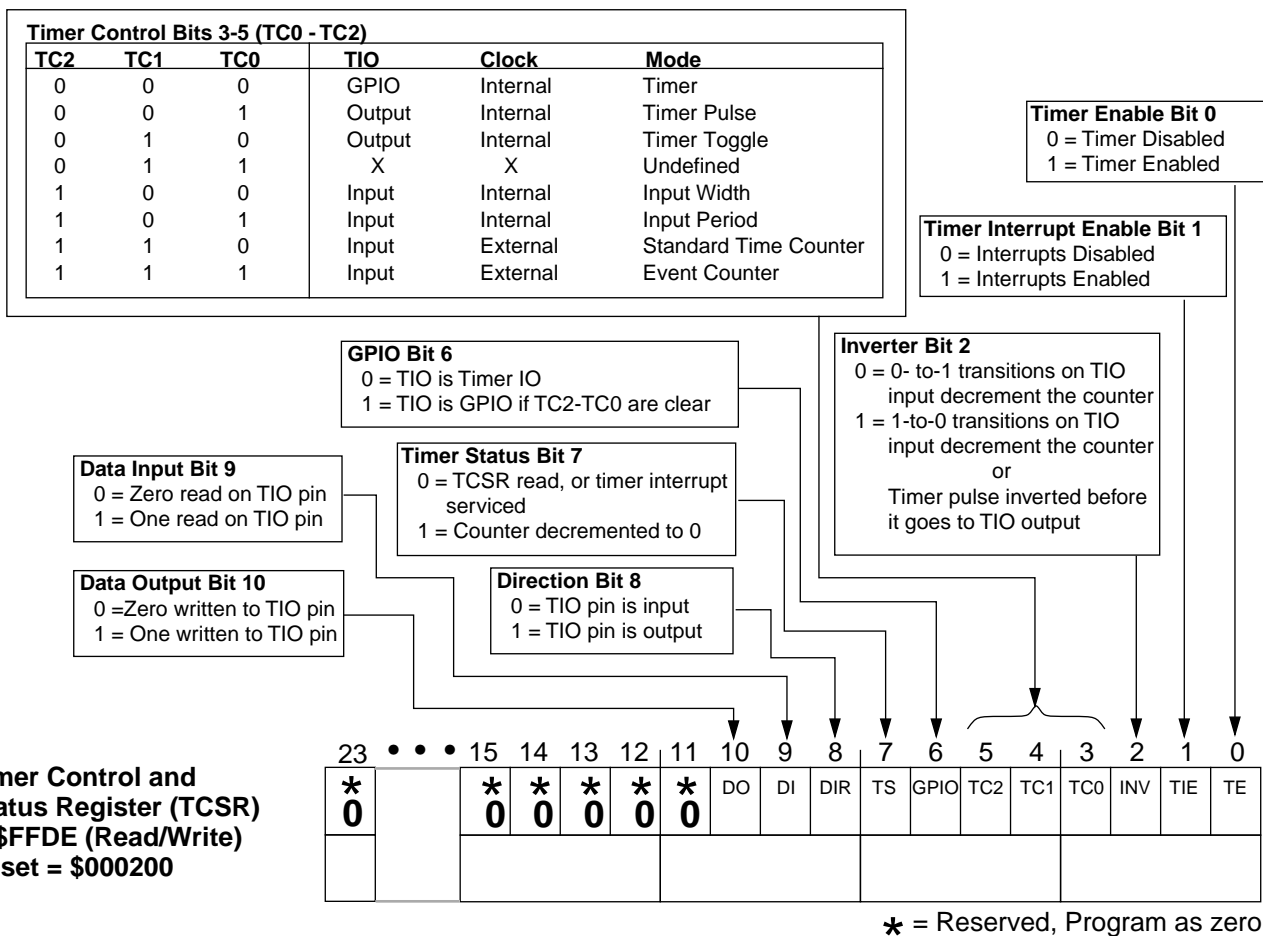 Timer Control Bits 3-5 (TC0 - TC2)
TC2 TC1 TC0 TIO Clock Mode
0 0 0 GPIO Internal Timer
0 0 1 Output Internal Timer Pulse
0 1 0 Output Internal Timer Toggle
0 1 1 X X Undefined
1 0 0 Input Internal Input Width
1 0 1 Input Internal Input Period
1 1 0 Input External Standard Time Counter
1 1 1 Input External Event Counter
Timer Enable Bit 0
0 = Timer Disabled
1 = Timer Enabled
Timer Interrupt Enable Bit 1
0 = Interrupts Disabled
1 = Interrupts Enabled
Inverter Bit 2
0 = 0- to-1 transitions on TIO
input decrement the counter
1 = 1-to-0 transitions on TIO
input decrement the counter
or
Timer pulse inverted before
it goes to TIO output
GPIO Bit 6
0 = TIO is Timer IO
1 = TIO is GPIO if TC2-TC0 are clear
Timer Status Bit 7
0 = TCSR read, or timer interrupt
serviced
1 = Counter decremented to 0
Data Input Bit 9
0 = Zero read on TIO pin
1 = One read on TIO pin
Direction Bit 8
0 = TIO pin is input
1 = TIO pin is output
Data Output Bit 10
0 =Zero written to TIO pin
1 = One written to TIO pin
23 • • • 15 14 13 12 11 10 9 8 7 6 5 4 3 2 1 0
* * * * * * DO DI DIR TS GPIO TC2 TC1 TC0 INV TIE TE
0 0 0 0 0 0
mer Control and
atus Register (TCSR)
$FFDE (Read/Write)
set = $000200
* = Reserved, Program as zero